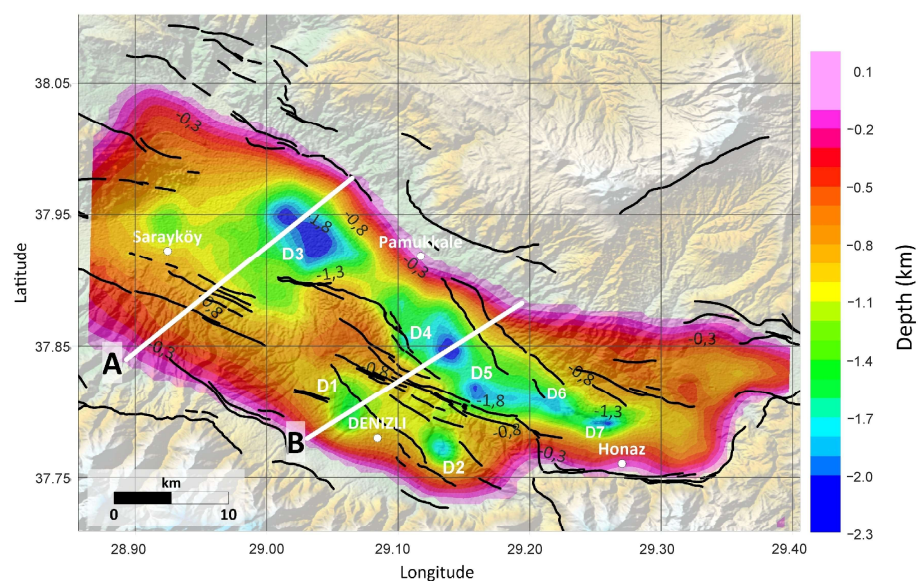 38.05
37.95
37.85
37.75
Latitude
28.90
29.00
29.10
29.20
29.30
29.40
Longitude
-0,3
Sarayköy
-1,8
-0,8
D3
Pamukkale
-0,3
-1,3
-0,8
D4
-0,3
A
0,3
D1
-0,8
D5
-0,8
D6
-1,8
-1,3
B
DENİZLİ
-0,8
D7
D2
-0,3
Honaz
km
0
10
0.1
−0.2
−0.5
−0.8
−1.1
−1.4
−1.7
−2.0
−2.3
Depth (km)